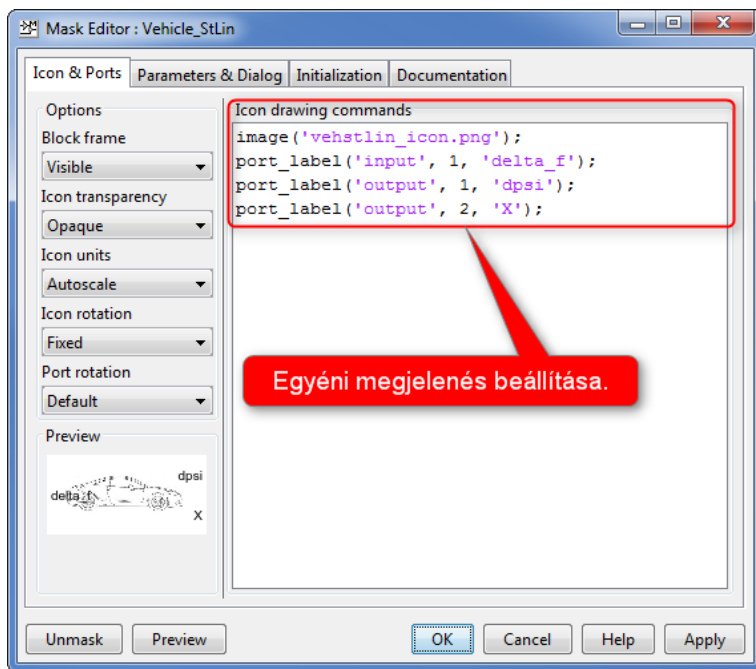 Mask Editor : Vehicle_StLin
Icon & Ports
Parameters & Dialog
Initialization
Documentation
Options
Block frame
Visible
Icon transparency
Opaque
Icon units
Autoscale
Icon rotation
Fixed
Port rotation
Default
Preview
delta_f
dpsi
X
Icon drawing commands
image('vehstlin_icon.png');
port_label('input', 1, 'delta_f');
port_label('output', 1, 'dpsi');
port_label('output', 2, 'X');
Egyéni megjelenés beállítása.
Unmask
Preview
OK
Cancel
Help
Apply